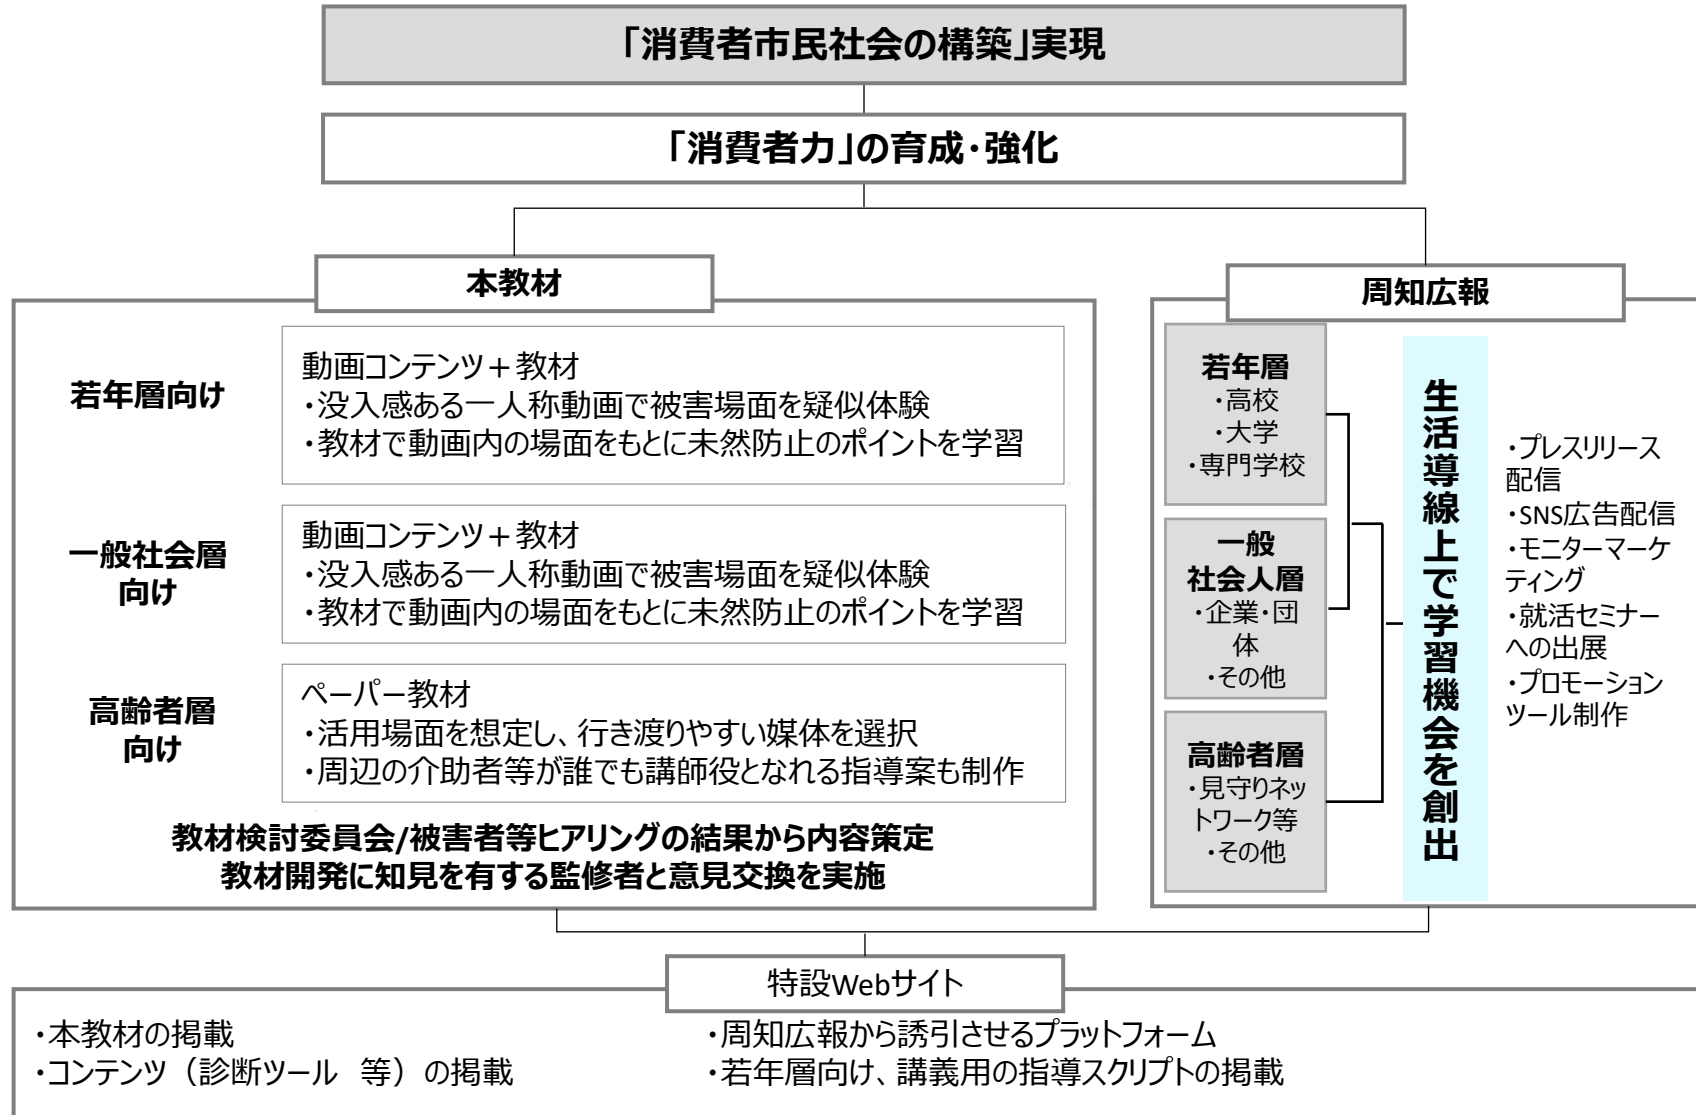 「消費者市民社会の構築」実現
「消費者力」の育成・強化
本教材
若年層向け
動画コンテンツ＋教材
・没入感ある一人称動画で被害場面を疑似体験
・教材で動画内の場面をもとに未然防止のポイントを学習
一般社会層
向け
動画コンテンツ＋教材
・没入感ある一人称動画で被害場面を疑似体験
・教材で動画内の場面をもとに未然防止のポイントを学習
高齢者層
向け
ペーパー教材
・活用場面を想定し、行き渡りやすい媒体を選択
・周辺の介助者等が誰でも講師役となれる指導案も制作
教材検討委員会/被害者等ヒアリングの結果から内容策定
教材開発に知見を有する監修者と意見交換を実施
周知広報
若年層
・高校
・大学
・専門学校
一般
社会人層
・企業・団
体
・その他
高齢者層
・見守りネッ
トワーク等
・その他
生活導線上で学習機会を創出
・プレスリリース
配信
・SNS広告配信
・モニターマーケ
ティング
・就活セミナー
への出展
・プロモーション
ツール制作
特設Webサイト
・本教材の掲載
・コンテンツ（診断ツール　等）の掲載
・周知広報から誘引させるプラットフォーム
・若年層向け、講義用の指導スクリプトの掲載